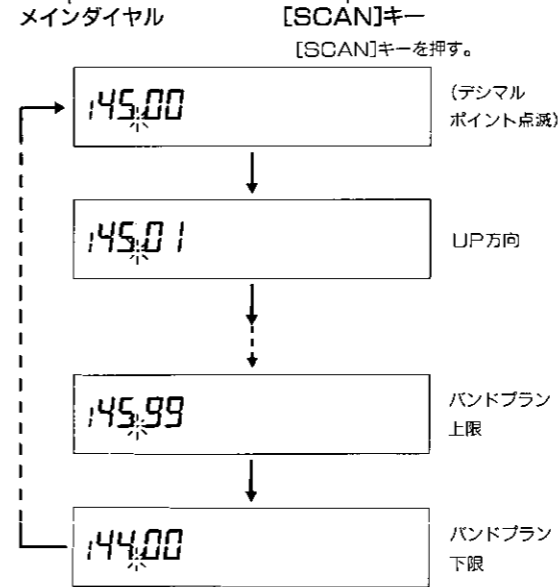 メインダイヤル
[SCAN]キー
[SCAN]キーを押す。
145.00
(デシマル
ポイント点滅)
145.01
UP方向
145.99
バンドプラン
上限
144.00
バンドプラン
下限